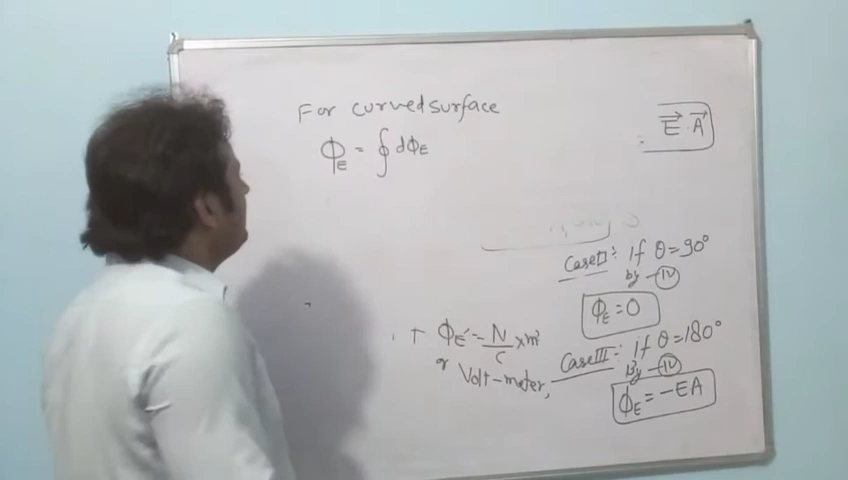 For curved surface
Φ_E = ∮ dΦ_E
E⃗ . A⃗
Case II : If θ = 90°
by - IV
Φ_E = 0
Φ_E = N/C × m²
or Volt-meter,
Case III : If θ = 180°
By - IV
Φ_E = -EA